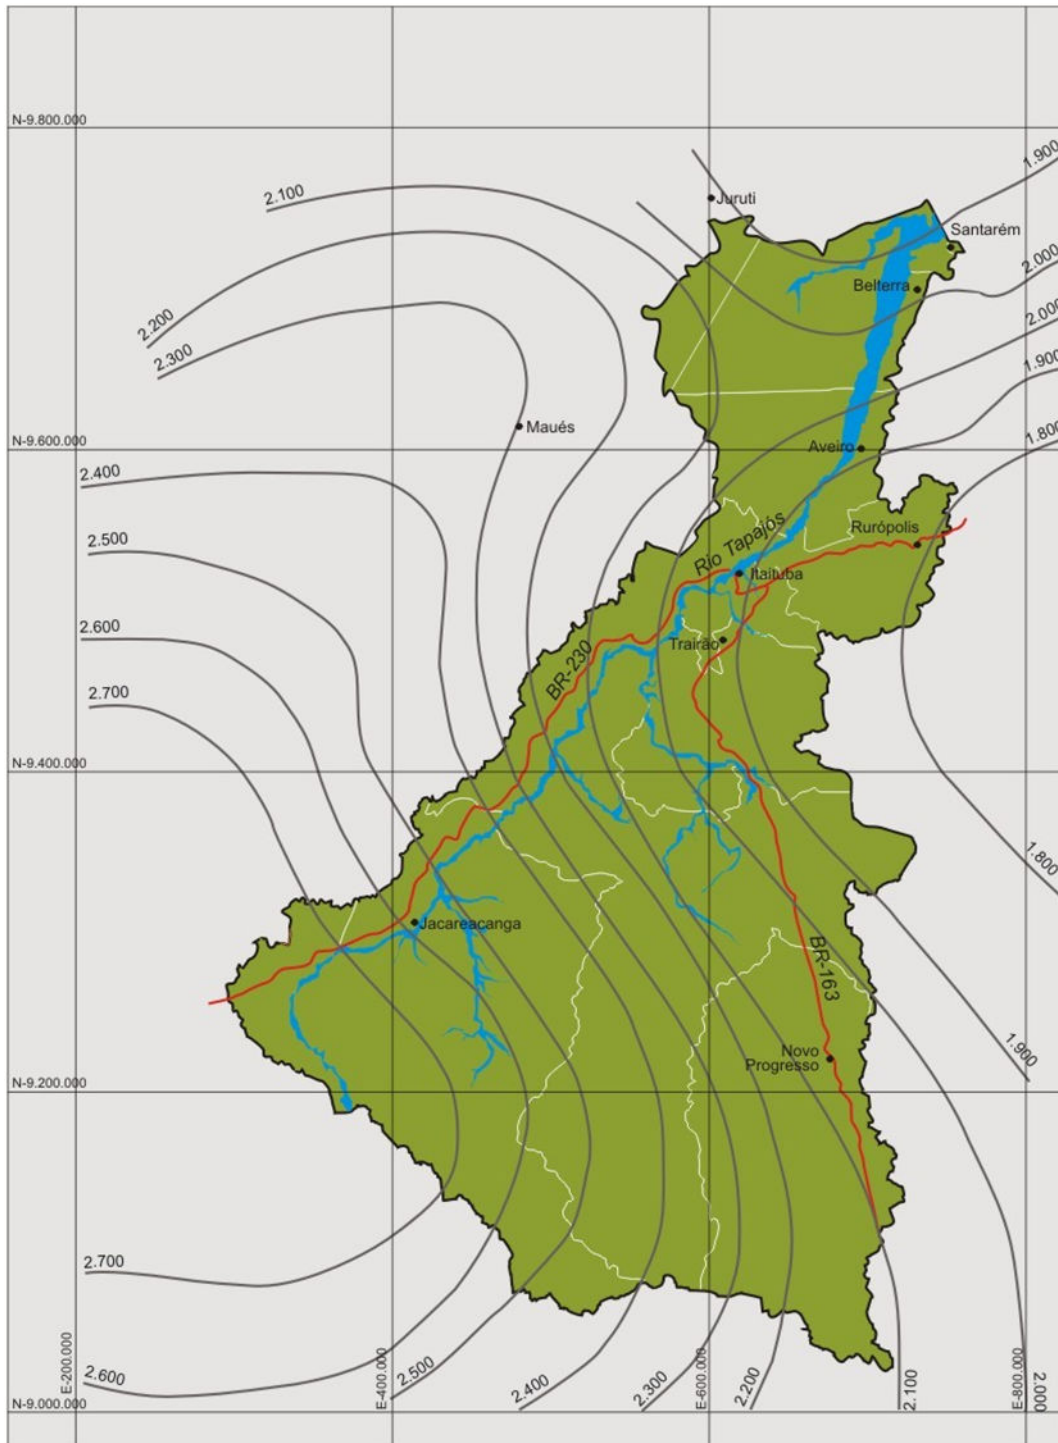 N-9.800.000
1.900
2.100
Juruti
Santarém
2.000
Belterra
2.000
2.200
2.300
1.900
Maués
1.800
N-9.600.000
Aveiro
2.400
Rurópolis
2.500
Rio Tapajós
Itaituba
2.600
Trairão
BR-230
2.700
N-9.400.000
1.800
Jacareacanga
BR-163
1.900
Novo
Progresso
N-9.200.000
2.700
2.600
E-200.000
E-400.000
2.500
2.400
2.300
E-600.000
2.200
2.100
E-800.000
2.000
N-9.000.000